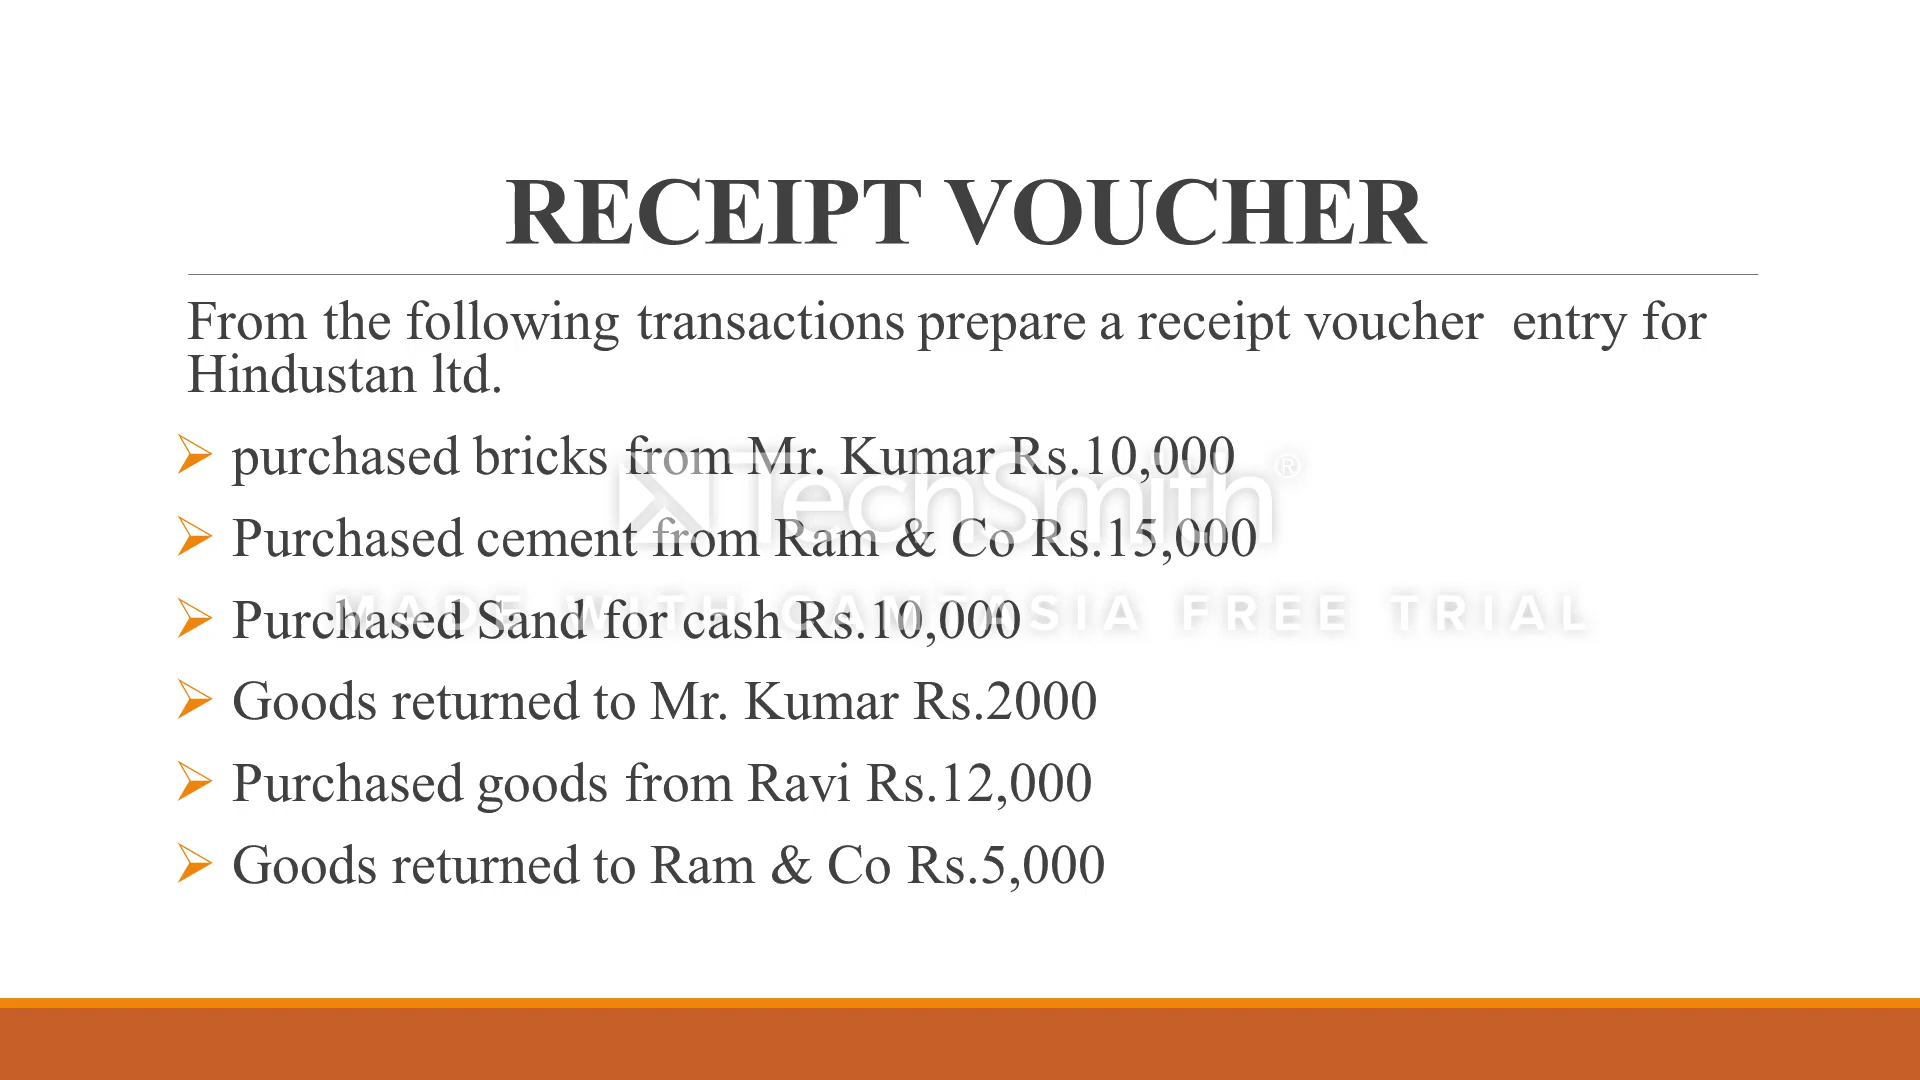 RECEIPT VOUCHER
From the following transactions prepare a receipt voucher  entry for
Hindustan ltd.
purchased bricks from Mr. Kumar Rs.10,000
TechSmith®
Purchased cement from Ram & Co Rs.15,000
MADE WITH CAMTASIA FREE TRIAL
Purchased Sand for cash Rs.10,000
Goods returned to Mr. Kumar Rs.2000
Purchased goods from Ravi Rs.12,000
Goods returned to Ram & Co Rs.5,000